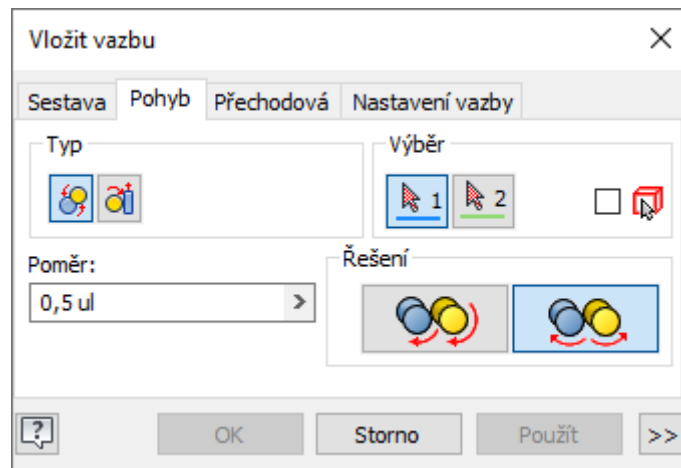 Vložit vazbu
Sestava Pohyb Přechodová Nastavení vazby
Typ
Výběr
1 2
Poměr:
0,5 ul >
Řešení
? OK Storno Použít >>